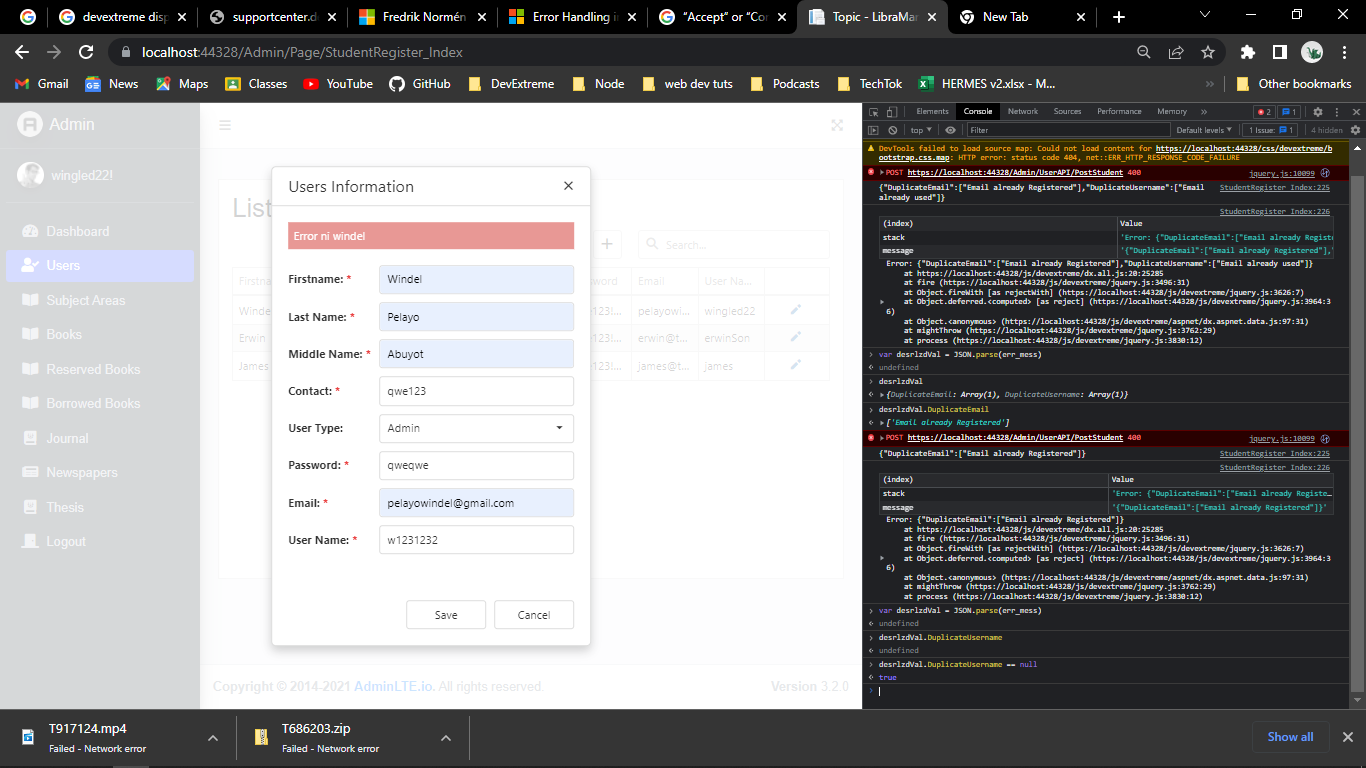 devextreme disp
supportcenter.d
Fredrik Normén
Error Handling i
“Accept” or “Co
Topic - LibraMar
New Tab
localhost:44328/Admin/Page/StudentRegister_Index
Gmail
News
Maps
Classes
YouTube
GitHub
DevExtreme
Node
web dev tuts
Podcasts
TechTok
HERMES v2.xlsx - M...
»
Other bookmarks
Admin
wingled22!
Dashboard
Users
Subject Areas
Books
Reserved Books
Borrowed Books
Journal
Newspapers
Thesis
Logout
List
Search...
Firstna
word
Email
User Na...
Winde
e123!...
pelayowi...
wingled22
Erwin
e123!...
erwin@t...
erwinSon
James
e123!...
james@t...
james
Users Information
Error ni windel
Firstname: *
Windel
Last Name: *
Pelayo
Middle Name: *
Abuyot
Contact: *
qwe123
User Type:
Admin
Password: *
qweqwe
Email: *
pelayowindel@gmail.com
User Name: *
w1231232
Save
Cancel
Copyright © 2014-2021 AdminLTE.io. All rights reserved.
Version 3.2.0
Elements
Console
Network
Sources
Performance
Memory
»
2
1
top
Filter
Default levels
1 Issue: 1
4 hidden
DevTools failed to load source map: Could not load content for https://localhost:44328/css/devextreme/b
ootstrap.css.map: HTTP error: status code 404, net::ERR_HTTP_RESPONSE_CODE_FAILURE
POST https://localhost:44328/Admin/UserAPI/PostStudent 400
jquery.js:10099
{"DuplicateEmail":["Email already Registered"],"DuplicateUsername":["Email
StudentRegister Index:225
already used"]}
StudentRegister Index:226
(index)
Value
stack
'Error: {"DuplicateEmail":["Email already Regist
message
'{"DuplicateEmail":["Email already Registered"],
Error: {"DuplicateEmail":["Email already Registered"],"DuplicateUsername":["Email already used"]}
at https://localhost:44328/js/devextreme/dx.all.js:20:25285
at fire (https://localhost:44328/js/devextreme/jquery.js:3496:31)
at Object.fireWith [as rejectWith] (https://localhost:44328/js/devextreme/jquery.js:3626:7)
at Object.deferred.<computed> [as reject] (https://localhost:44328/js/devextreme/jquery.js:3964:3
6)
at Object.<anonymous> (https://localhost:44328/js/devextreme/aspnet/dx.aspnet.data.js:97:31)
at mightThrow (https://localhost:44328/js/devextreme/jquery.js:3762:29)
at process (https://localhost:44328/js/devextreme/jquery.js:3830:12)
var desrlzdVal = JSON.parse(err_mess)
undefined
desrlzdVal
{DuplicateEmail: Array(1), DuplicateUsername: Array(1)}
desrlzdVal.DuplicateEmail
['Email already Registered']
POST https://localhost:44328/Admin/UserAPI/PostStudent 400
jquery.js:10099
{"DuplicateEmail":["Email already Registered"]}
StudentRegister Index:225
StudentRegister Index:226
(index)
Value
stack
'Error: {"DuplicateEmail":["Email already Registe…
message
'{"DuplicateEmail":["Email already Registered"]}'
Error: {"DuplicateEmail":["Email already Registered"]}
at https://localhost:44328/js/devextreme/dx.all.js:20:25285
at fire (https://localhost:44328/js/devextreme/jquery.js:3496:31)
at Object.fireWith [as rejectWith] (https://localhost:44328/js/devextreme/jquery.js:3626:7)
at Object.deferred.<computed> [as reject] (https://localhost:44328/js/devextreme/jquery.js:3964:3
6)
at Object.<anonymous> (https://localhost:44328/js/devextreme/aspnet/dx.aspnet.data.js:97:31)
at mightThrow (https://localhost:44328/js/devextreme/jquery.js:3762:29)
at process (https://localhost:44328/js/devextreme/jquery.js:3830:12)
var desrlzdVal = JSON.parse(err_mess)
undefined
desrlzdVal.DuplicateUsername
undefined
desrlzdVal.DuplicateUsername == null
true
T917124.mp4
Failed - Network error
T686203.zip
Failed - Network error
Show all